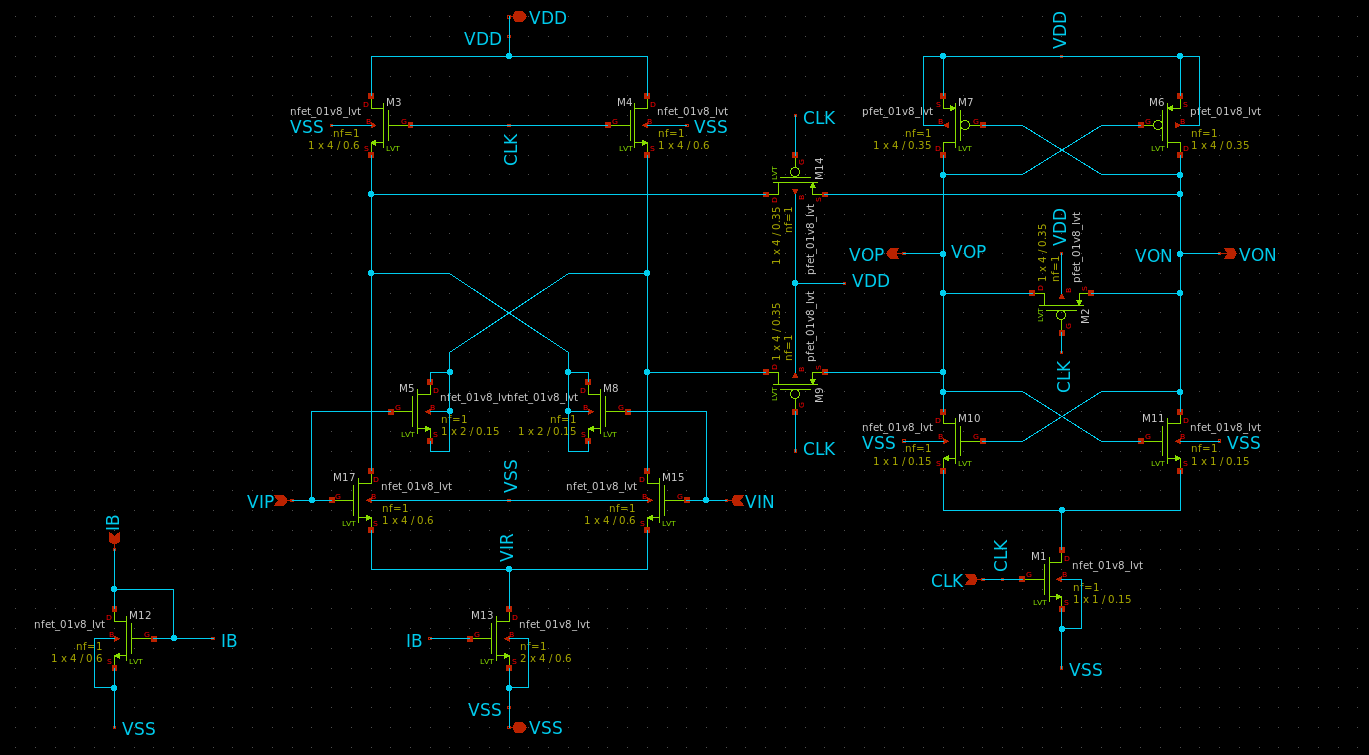 VDD
VDD
M3
nfet_01v8_lvt
VSS
nf=1
1 x 4 / 0.6
D
G
B
S
LVT
CLK
M4
nfet_01v8_lvt
VSS
nf=1
1 x 4 / 0.6
D
G
B
S
LVT
CLK
M14
pfet_01v8_lvt
nf=1
1 x 4 / 0.35
D
G
B
S
LVT
VDD
M7
pfet_01v8_lvt
nf=1
1 x 4 / 0.35
S
G
B
D
LVT
M6
pfet_01v8_lvt
nf=1
1 x 4 / 0.35
S
G
B
D
LVT
VOP
VOP
VDD
M2
pfet_01v8_lvt
nf=1
1 x 4 / 0.35
D
G
B
S
LVT
CLK
VON
VON
VDD
M9
pfet_01v8_lvt
nf=1
1 x 4 / 0.35
D
G
B
S
LVT
CLK
M5
nfet_01v8_lvt
nf=1
1 x 2 / 0.15
D
G
B
S
LVT
M8
nfet_01v8_lvt
nf=1
1 x 2 / 0.15
D
G
B
S
LVT
M10
nfet_01v8_lvt
VSS
nf=1
1 x 1 / 0.15
D
G
B
S
LVT
M11
nfet_01v8_lvt
VSS
nf=1
1 x 1 / 0.15
D
G
B
S
LVT
VIP
M17
nfet_01v8_lvt
nf=1
1 x 4 / 0.6
D
G
B
S
LVT
VSS
M15
nfet_01v8_lvt
nf=1
1 x 4 / 0.6
D
G
B
S
LVT
VIN
IB
M12
nfet_01v8_lvt
nf=1
1 x 4 / 0.6
D
G
B
S
LVT
IB
VSS
VIR
IB
M13
nfet_01v8_lvt
nf=1
2 x 4 / 0.6
D
G
B
S
LVT
VSS
VSS
CLK
CLK
M1
nfet_01v8_lvt
nf=1
1 x 1 / 0.15
D
G
B
S
LVT
VSS